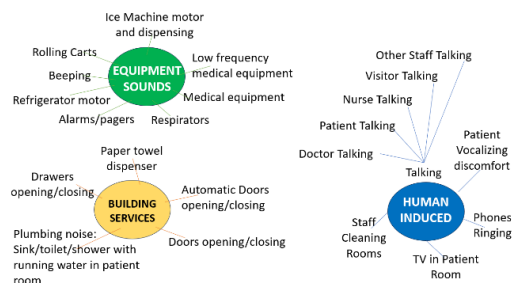 Ice Machine motor
and dispensing
Rolling Carts
Beeping
Refrigerator motor
Alarms/pagers
EQUIPMENT
SOUNDS
Low frequency
medical equipment
Medical equipment
Respirators
Paper towel
dispenser
Drawers
opening/closing
BUILDING
SERVICES
Automatic Doors
opening/closing
Doors opening/closing
Plumbing noise:
Sink/toilet/shower with
running water in patient
room
Other Staff Talking
Visitor Talking
Nurse Talking
Patient Talking
Doctor Talking
Talking
Patient
Vocalizing
discomfort
HUMAN
INDUCED
Staff
Cleaning
Rooms
Phones
Ringing
TV in Patient
Room